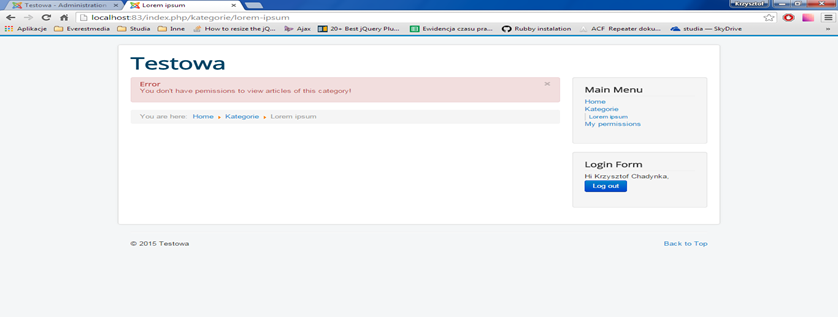 Krzysztof
Testowa - Administration
Lorem ipsum
localhost:83/index.php/kategorie/lorem-ipsum
Aplikacje Everestmedia Studia Inne How to resize the jQ... Ajax 20+ Best jQuery Plu... Ewidencja czasu pra... Rubby instalation ACF Repeater doku... studia — SkyDrive
Testowa
Error
You don't have pemissions to view articles of this category!
You are here: Home Kategorie Lorem ipsum
Main Menu
Home
Kategorie
Lorem ipsum
My permissions
Login Form
Hi Krzysztof Chadynka,
Log out
© 2015 Testowa
Back to Top